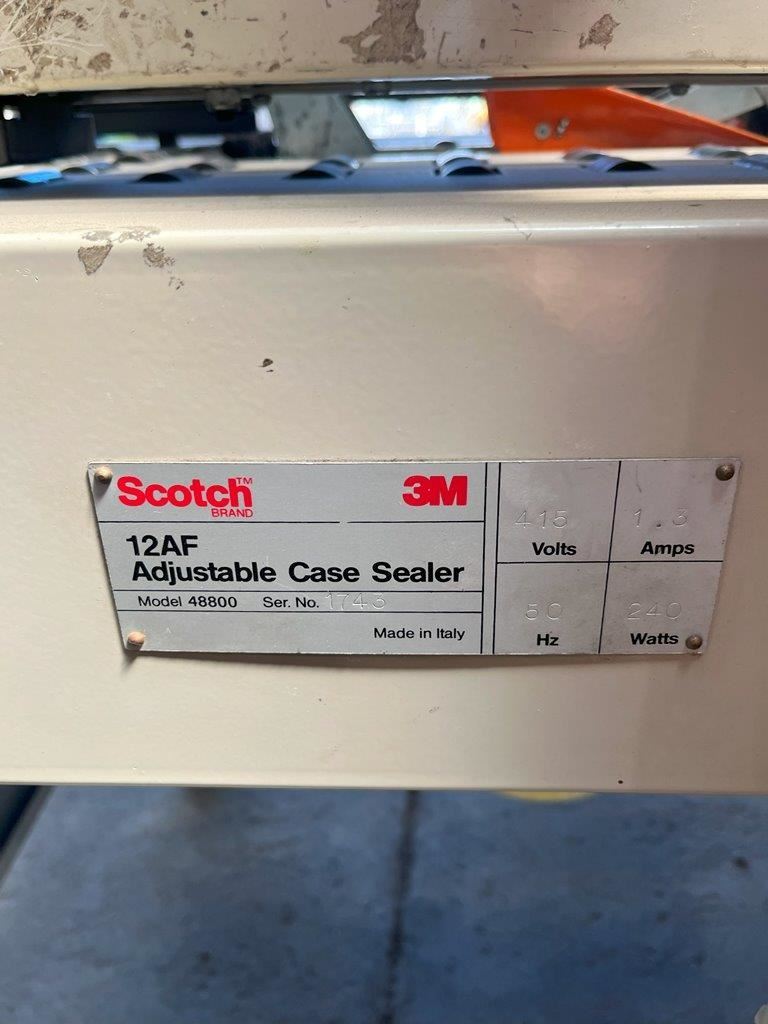 Scotch™ 3M
BRAND
12AF
Adjustable Case Sealer
Model 48800 Ser. No. 1743
Made in Italy
415 1.3
Volts Amps
50 240
Hz Watts